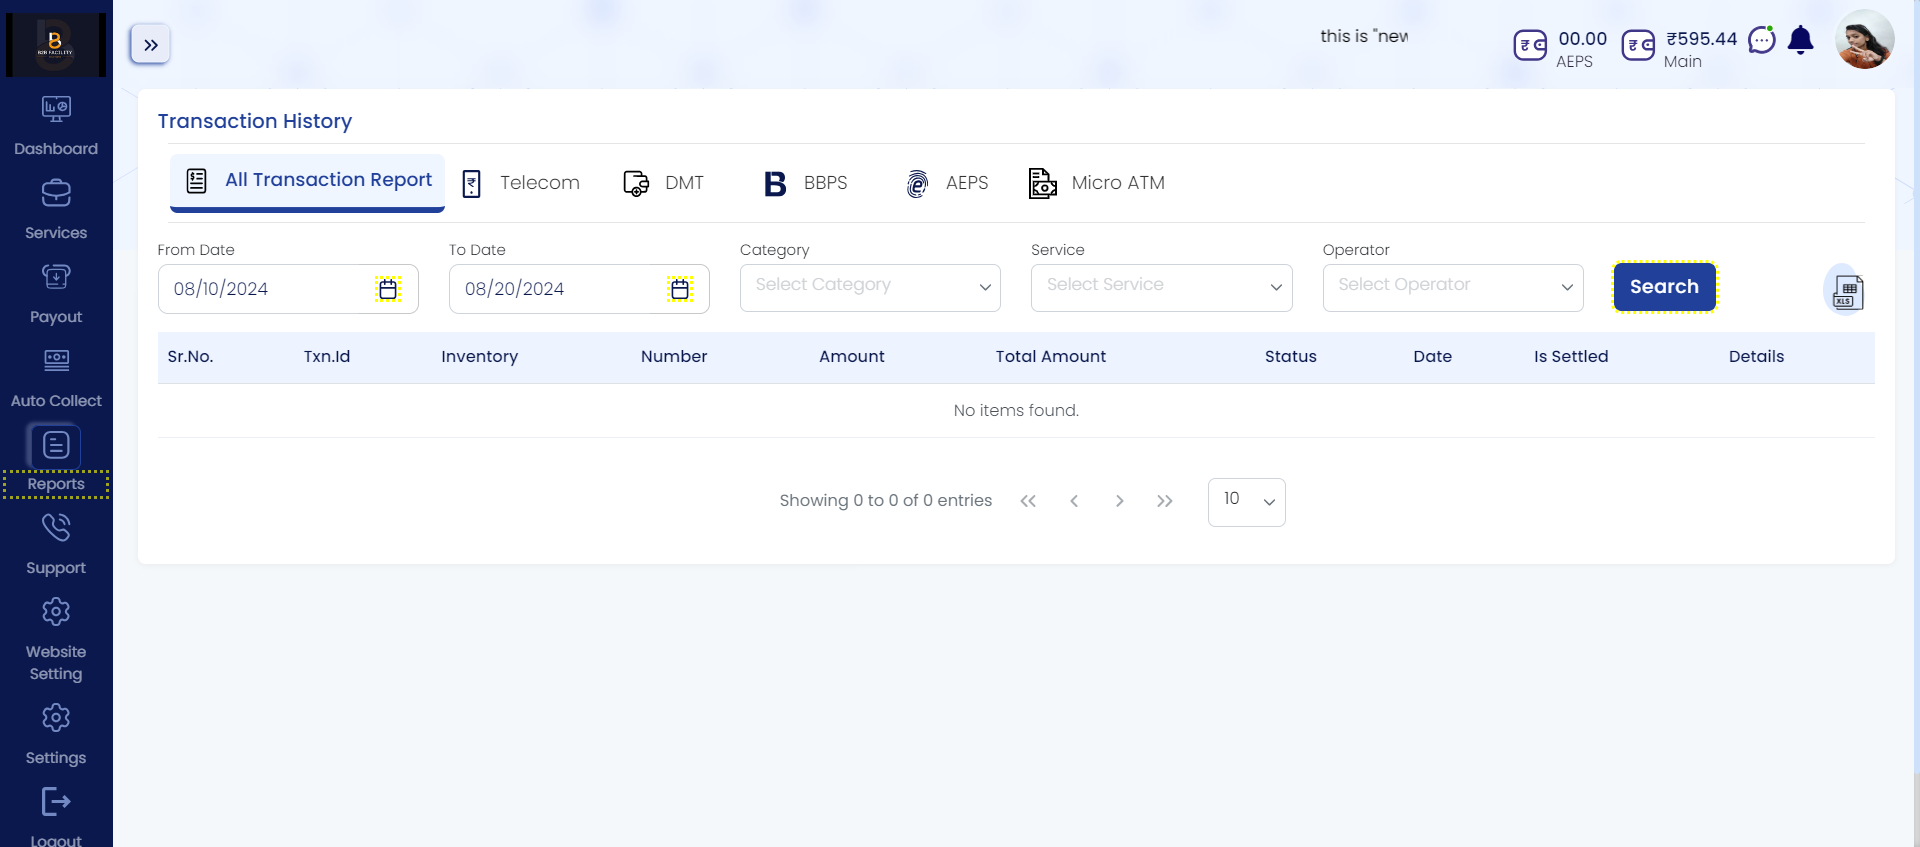 B2B FACILITY
this is "new
00.00
AEPS
₹595.44
Main
Dashboard
Services
Payout
Auto Collect
Reports
Support
Website
Setting
Settings
Logout
Transaction History
All Transaction Report
Telecom
DMT
BBPS
AEPS
Micro ATM
From Date
To Date
Category
Service
Operator
08/10/2024
08/20/2024
Select Category
Select Service
Select Operator
Search
XLS
Sr.No. Txn.Id Inventory Number Amount Total Amount Status Date Is Settled Details
No items found.
Showing 0 to 0 of 0 entries
10